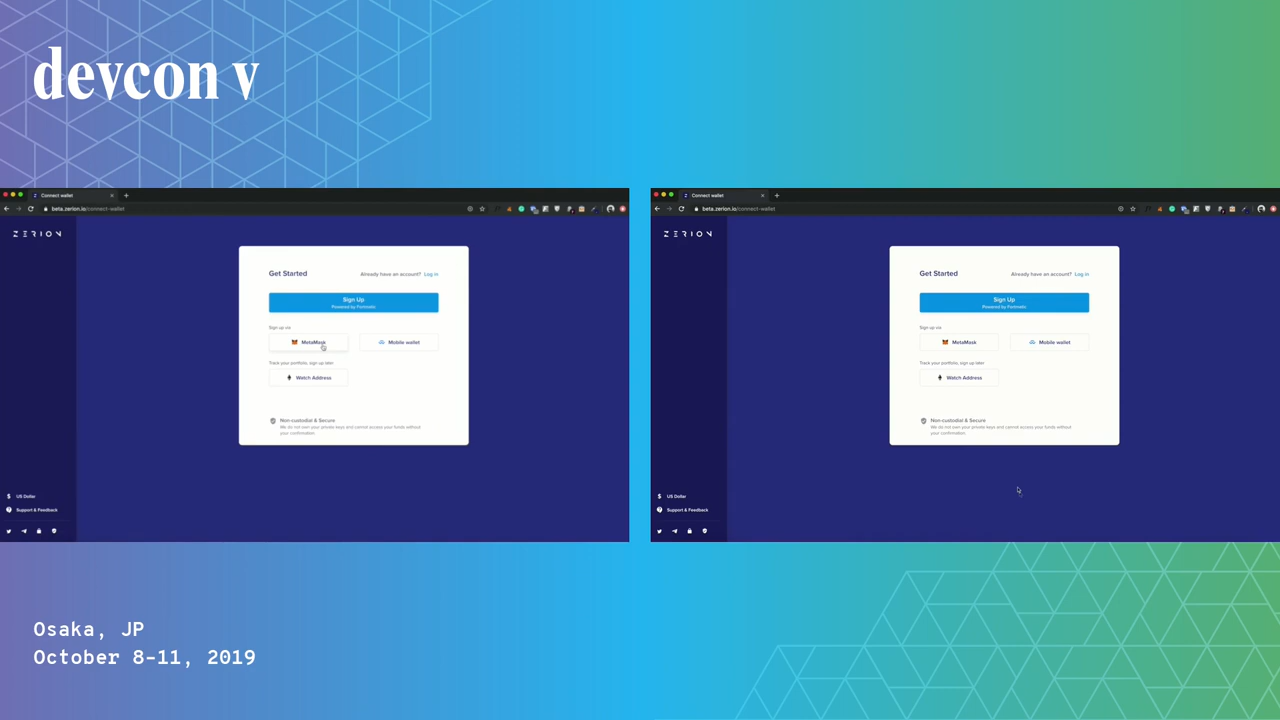 devcon v
Connect wallet
beta.zerion.io/connect-wallet
ZERION
Get Started
Already have an account? Log in
Sign Up
Powered by Fortmatic
Sign up via
MetaMask
Mobile wallet
Track your portfolio, sign up later
Watch Address
Non-custodial & Secure
We do not own your private keys and cannot access your funds without
your confirmation.
US Dollar
Support & Feedback
Connect wallet
beta.zerion.io/connect-wallet
ZERION
Get Started
Already have an account? Log in
Sign Up
Powered by Fortmatic
Sign up via
MetaMask
Mobile wallet
Track your portfolio, sign up later
Watch Address
Non-custodial & Secure
We do not own your private keys and cannot access your funds without
your confirmation.
US Dollar
Support & Feedback
Osaka, JP
October 8-11, 2019